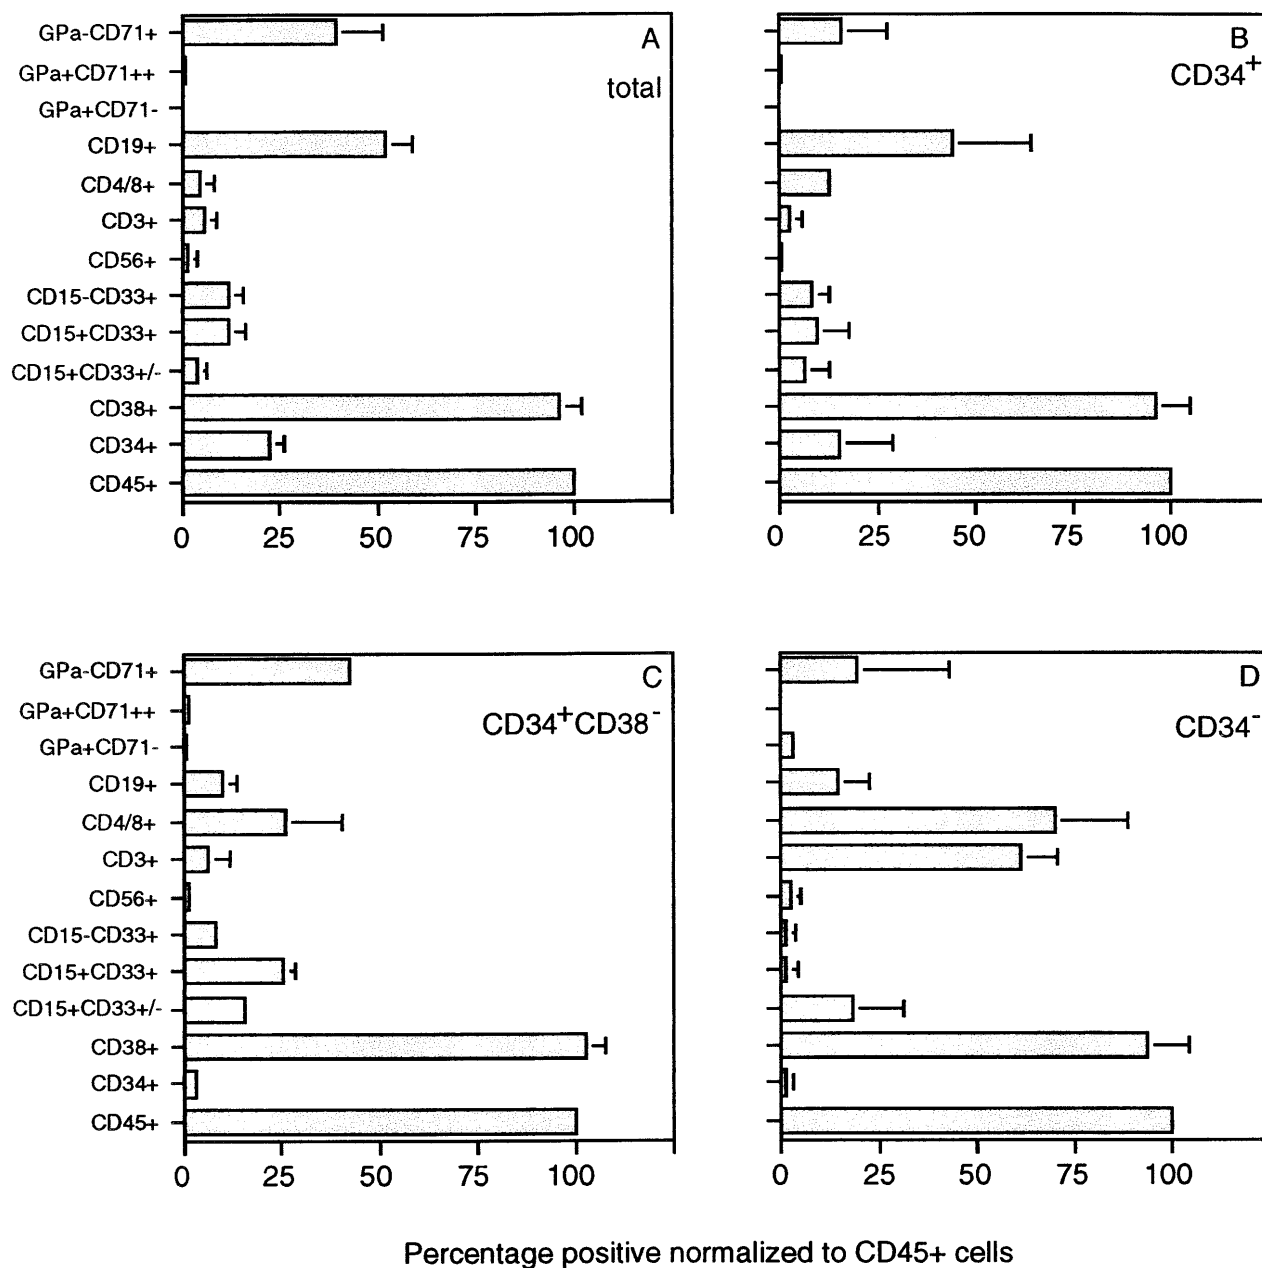 GPa-CD71+
GPa+CD71++
GPa+CD71-
CD19+
CD4/8+
CD3+
CD56+
CD15-CD33+
CD15+CD33+
CD15+CD33+/-
CD38+
CD34+
CD45+
A
total
0 25 50 75 100
B
CD34+
0 25 50 75 100
GPa-CD71+
GPa+CD71++
GPa+CD71-
CD19+
CD4/8+
CD3+
CD56+
CD15-CD33+
CD15+CD33+
CD15+CD33+/-
CD38+
CD34+
CD45+
C
CD34+CD38-
0 25 50 75 100
D
CD34-
0 25 50 75 100
Percentage positive normalized to CD45+ cells